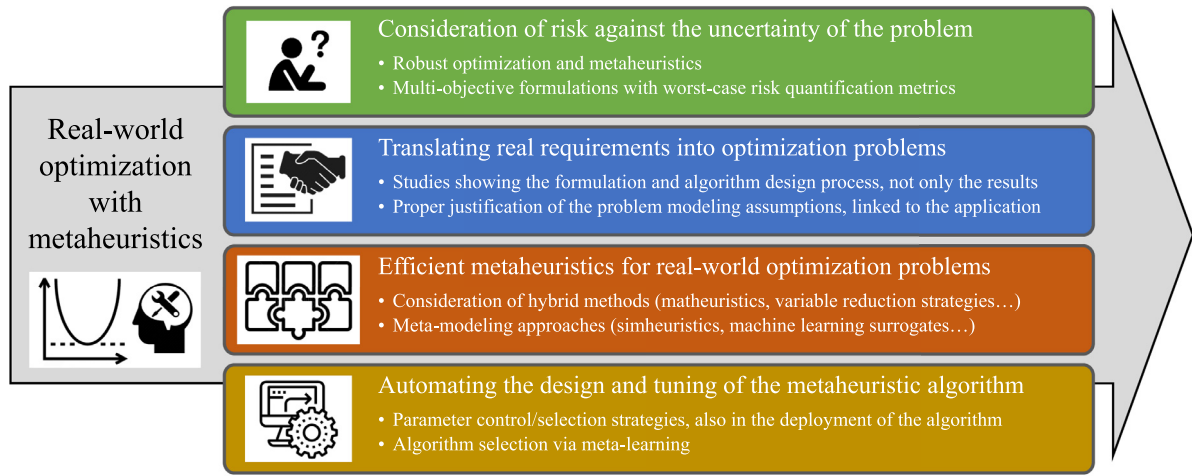 Real-world
optimization
with
metaheuristics
?
Consideration of risk against the uncertainty of the problem
• Robust optimization and metaheuristics
• Multi-objective formulations with worst-case risk quantification metrics
Translating real requirements into optimization problems
• Studies showing the formulation and algorithm design process, not only the results
• Proper justification of the problem modeling assumptions, linked to the application
Efficient metaheuristics for real-world optimization problems
• Consideration of hybrid methods (matheuristics, variable reduction strategies…)
• Meta-modeling approaches (simheuristics, machine learning surrogates…)
Automating the design and tuning of the metaheuristic algorithm
• Parameter control/selection strategies, also in the deployment of the algorithm
• Algorithm selection via meta-learning